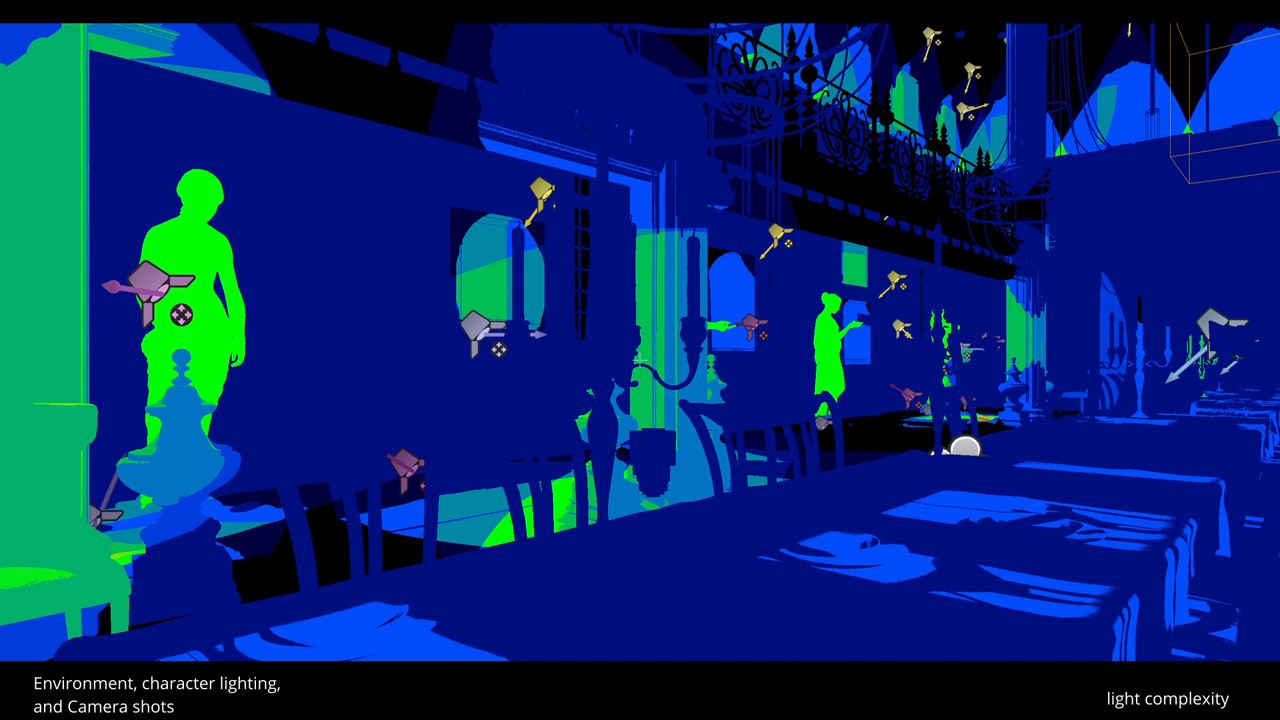 Environment, character lighting,
and Camera shots
light complexity